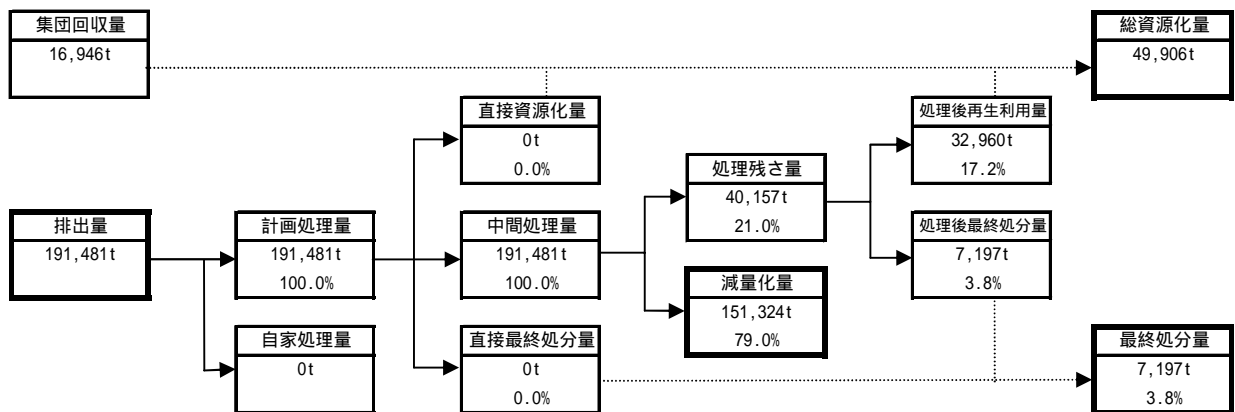 集団回収量
16,946t
総資源化量
49,906t
直接資源化量
0t
0.0%
処理後再生利用量
32,960t
17.2%
処理残さ量
40,157t
21.0%
排出量
191,481t
計画処理量
191,481t
100.0%
中間処理量
191,481t
100.0%
処理後最終処分量
7,197t
3.8%
減量化量
151,324t
79.0%
自家処理量
0t
直接最終処分量
0t
0.0%
最終処分量
7,197t
3.8%